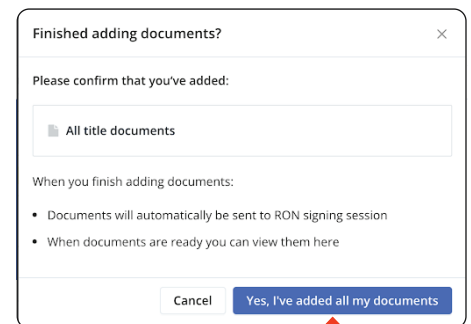 Finished adding documents?
Please confirm that you've added:
All title documents
When you finish adding documents:
• Documents will automatically be sent to RON signing session
• When documents are ready you can view them here
Cancel
Yes, I've added all my documents